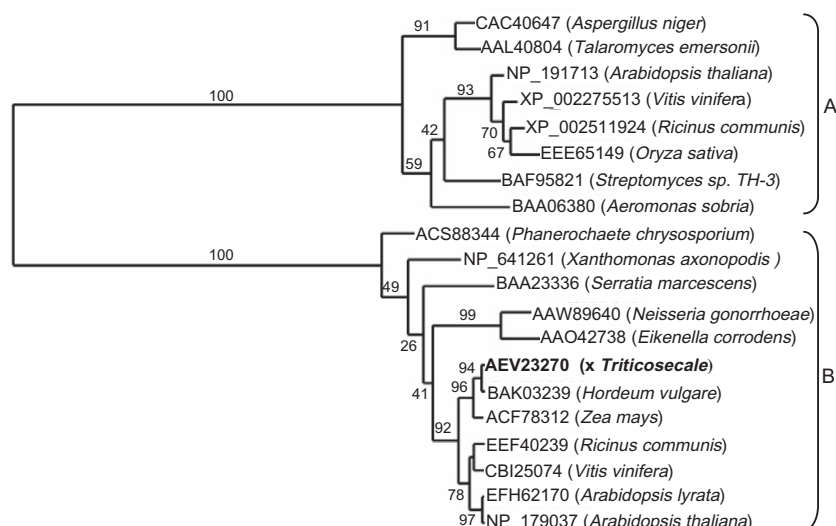 91
CAC40647 (Aspergillus niger)
AAL40804 (Talaromyces emersonii)
NP_191713 (Arabidopsis thaliana)
93
XP_002275513 (Vitis vinifera)
100
A
42
70
XP_002511924 (Ricinus communis)
67
EEE65149 (Oryza sativa)
59
BAF95821 (Streptomyces sp. TH-3)
BAA06380 (Aeromonas sobria)
ACS88344 (Phanerochaete chrysosporium)
100
NP_641261 (Xanthomonas axonopodis )
49
BAA23336 (Serratia marcescens)
99
AAW89640 (Neisseria gonorrhoeae)
26
AAO42738 (Eikenella corrodens)
94
AEV23270 (x Triticosecale)
B
96
41
BAK03239 (Hordeum vulgare)
ACF78312 (Zea mays)
92
EEF40239 (Ricinus communis)
CBI25074 (Vitis vinifera)
78
EFH62170 (Arabidopsis lyrata)
97
NP_179037 (Arabidopsis thaliana)